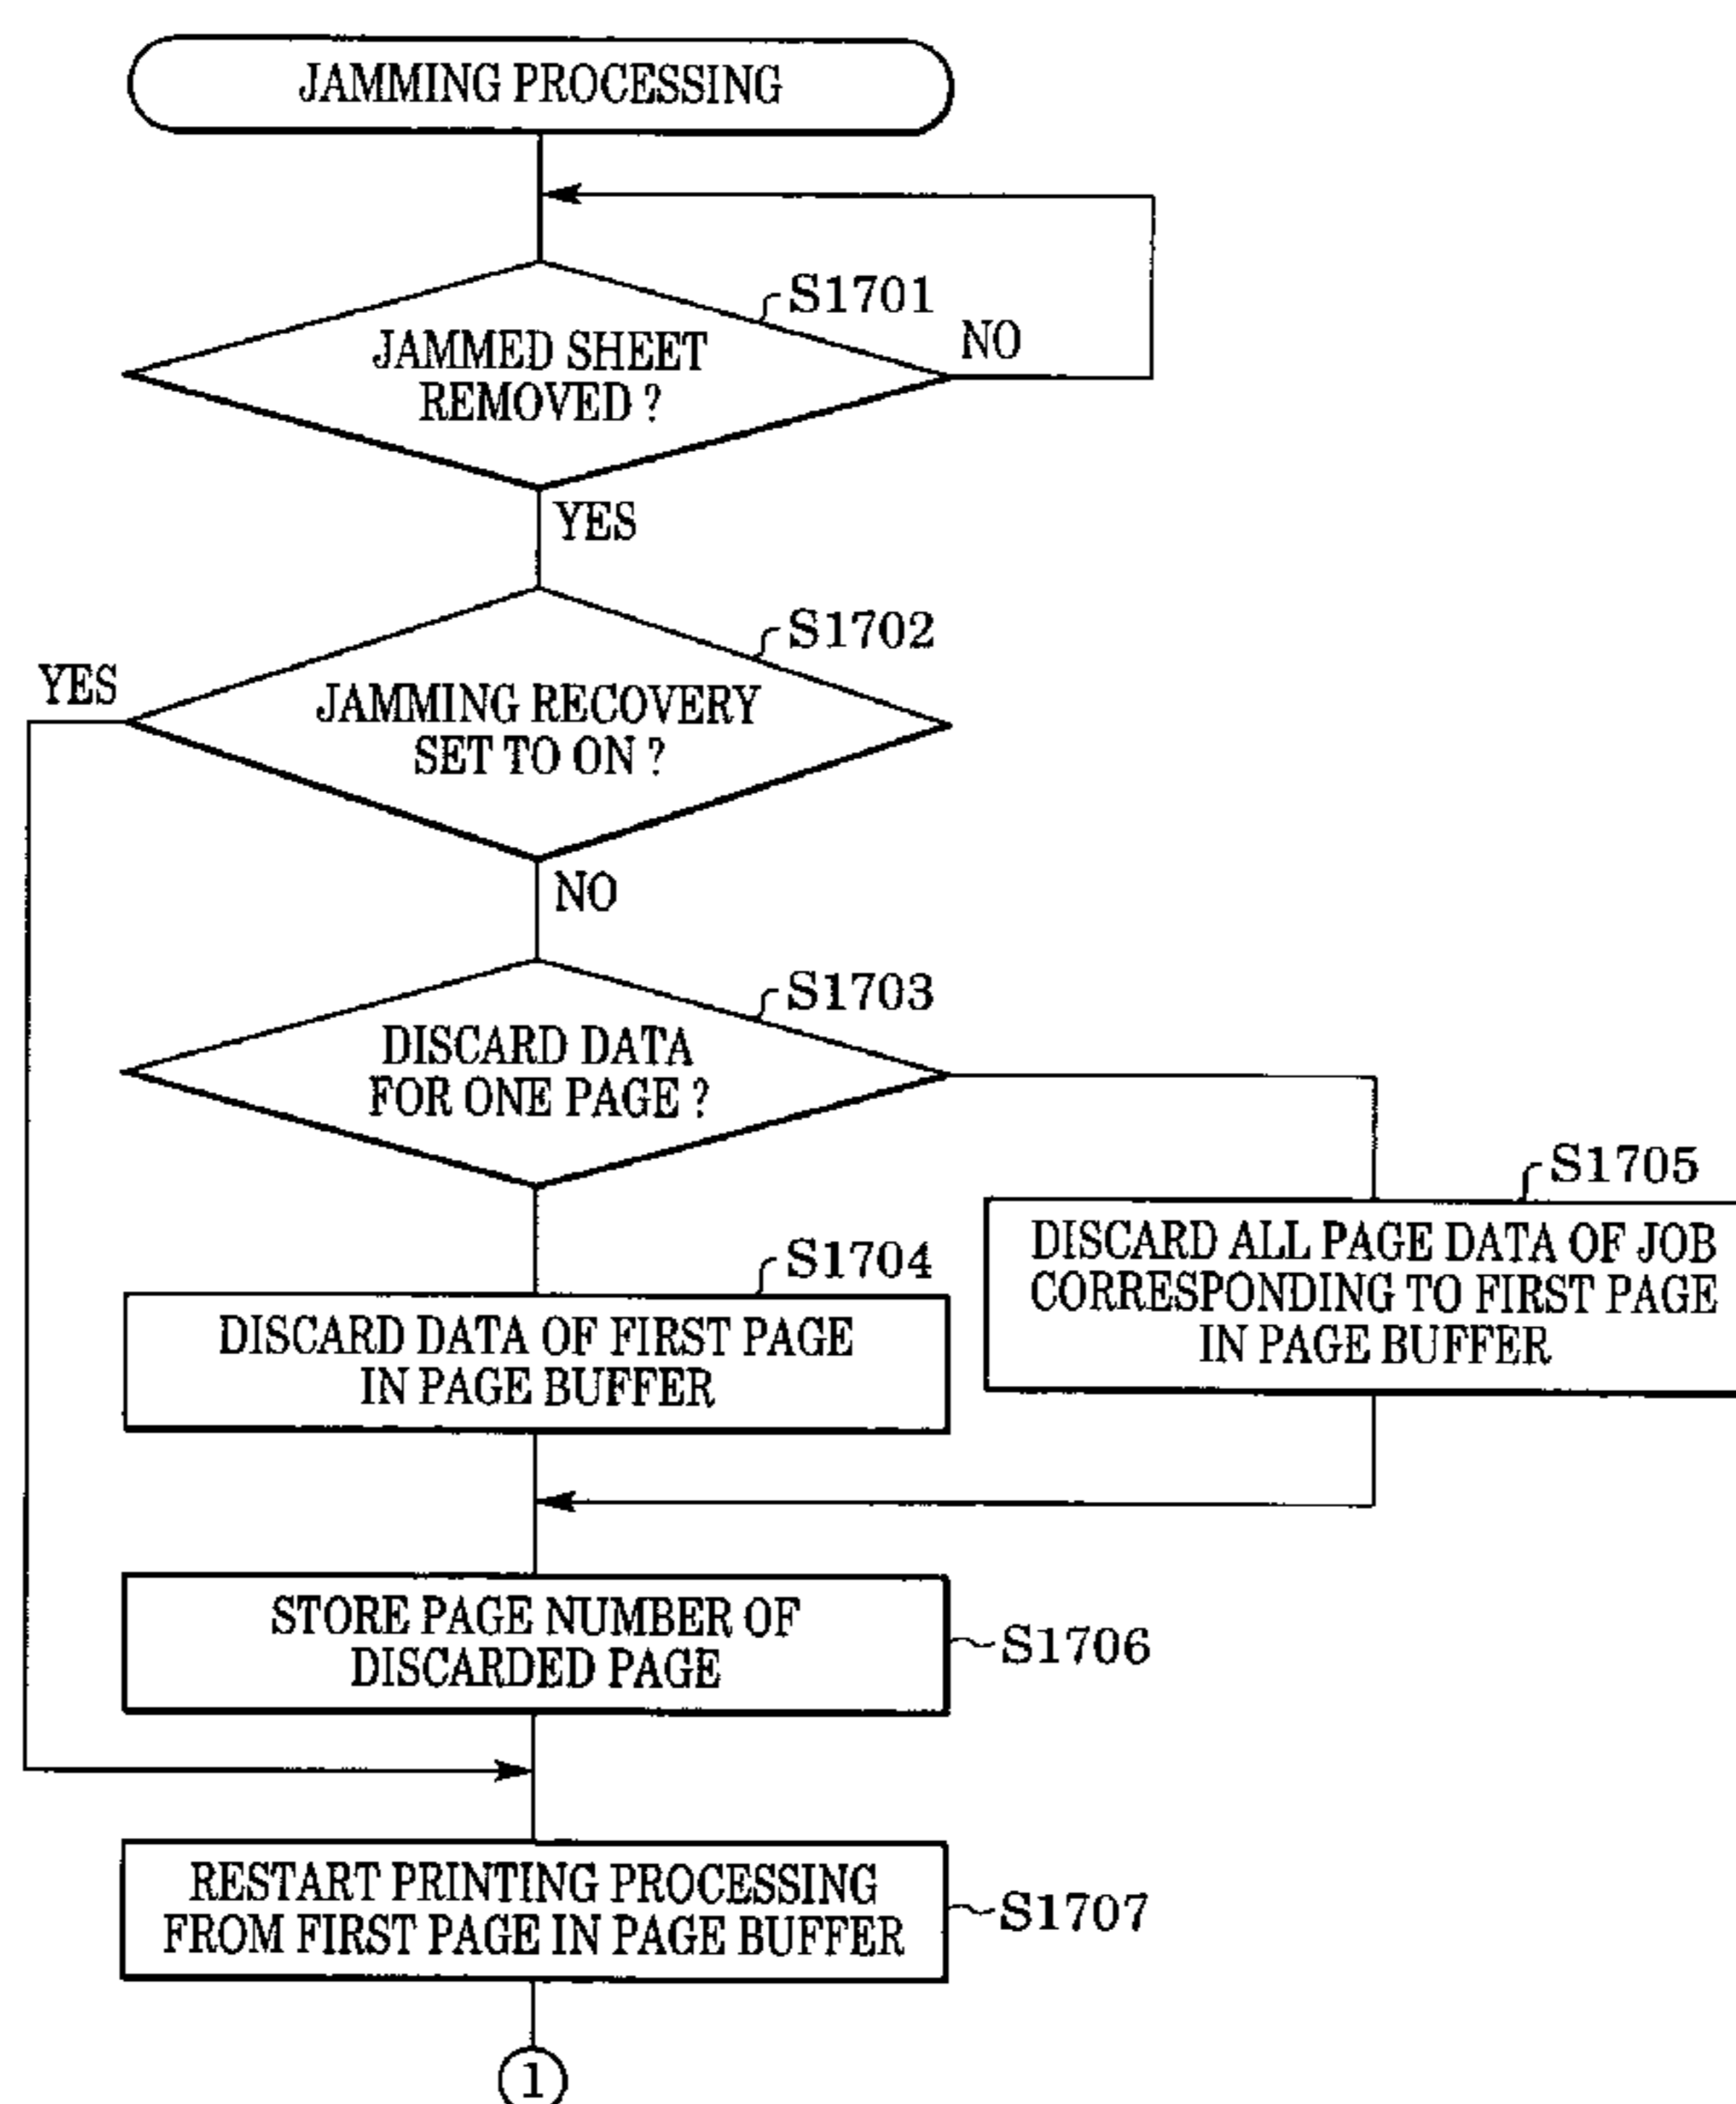 JAMMING PROCESSING
S1701
JAMMED SHEET
REMOVED ?
NO
YES
S1702
YES
JAMMING RECOVERY
SET TO ON ?
NO
S1703
DISCARD DATA
FOR ONE PAGE ?
S1705
DISCARD ALL PAGE DATA OF JOB
CORRESPONDING TO FIRST PAGE
IN PAGE BUFFER
S1704
DISCARD DATA OF FIRST PAGE
IN PAGE BUFFER
STORE PAGE NUMBER OF
DISCARDED PAGE
S1706
RESTART PRINTING PROCESSING
FROM FIRST PAGE IN PAGE BUFFER
S1707
1